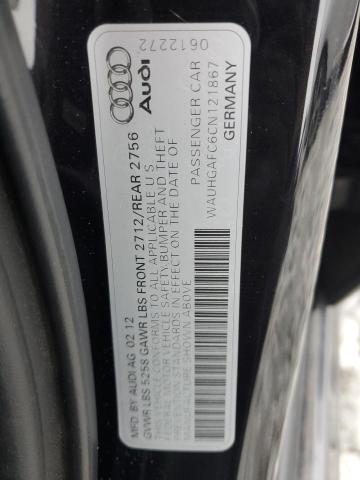 MFD. BY AUDI AG 02 12
GVWR LBS 5258 GAWR LBS FRONT 2712/REAR 2756
THIS VEHICLE CONFORMS TO ALL APPLICABLE U S
FEDERAL MOTOR VEHICLE SAFETY, BUMPER AND THEFT
STANDARDS IN EFFECT ON THE DATE OF
MANUFACTURE SHOWN ABOVE
PASSENGER CAR
WAUHGAFC6CN121867
GERMANY
Audi
0612272